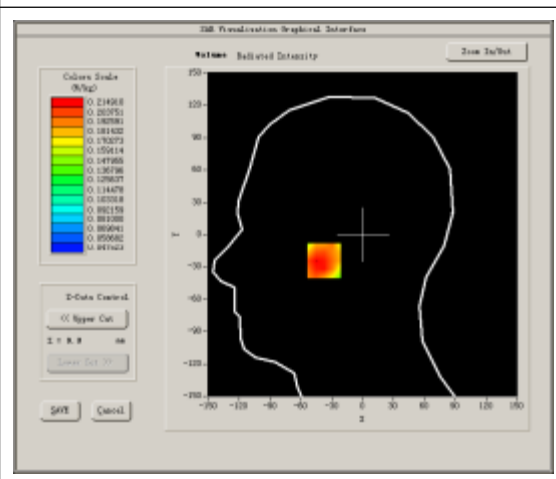 SAR Visualisation Graphical Interface
Volume Radiated Intensity
Zoom In/Out
Colors Scale
(W/kg)
0.214910
0.203751
0.192591
0.181432
0.170273
0.159114
0.147955
0.136796
0.125637
0.114478
0.103318
0.092159
0.081000
0.069841
0.058682
0.047523
150
120
90
60
30
0
-30
-60
-90
-120
-150
Y
-150 -120 -90 -60 -30 0 30 60 90 120 150
X
Z-Cuts Control
<< Upper Cut
Z = 0.0 mm
Lower Cut >>
SAVE
Cancel